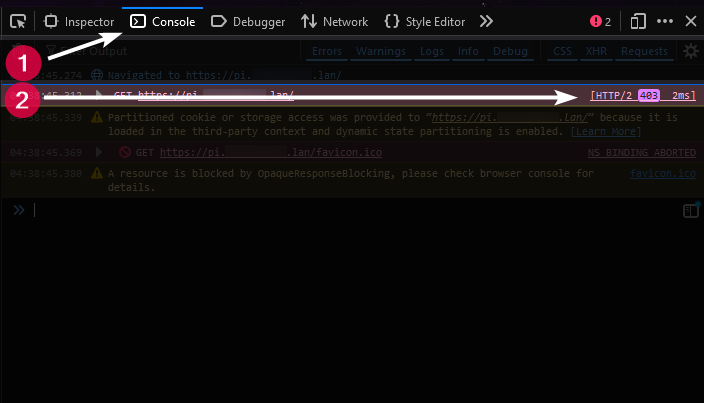 Inspector Console Debugger Network Style Editor 2
1
Output Errors Warnings Logs Info Debug CSS XHR Requests
04:38:45.274 Navigated to https://pi. .lan/
2
04:38:45.312 GET https://pi. .lan/ [HTTP/2 403 2ms]
04:38:45.339 Partitioned cookie or storage access was provided to “https://pi. .lan/” because it is
loaded in the third-party context and dynamic state partitioning is enabled. [Learn More]
04:38:45.369 GET https://pi. .lan/favicon.ico NS_BINDING_ABORTED
04:38:45.380 A resource is blocked by OpaqueResponseBlocking, please check browser console for favicon.ico
details.